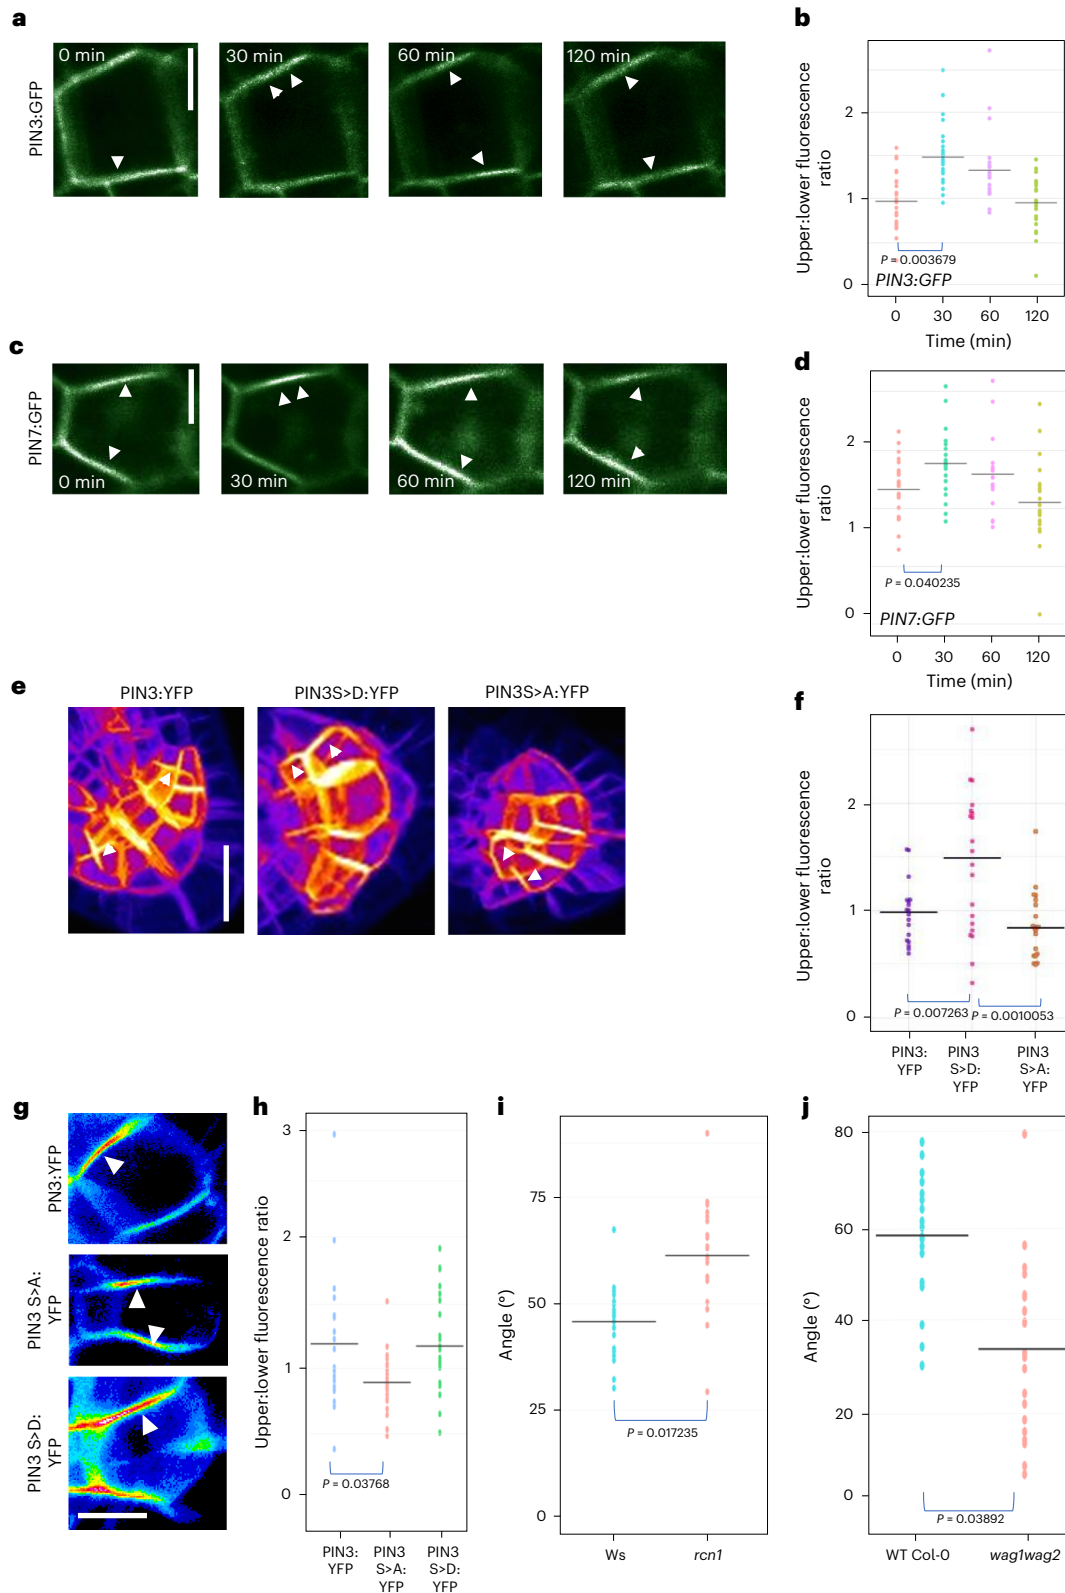 a
PIN3:GFP
0 min
30 min
60 min
120 min
b
Upper:lower fluorescence
ratio
2
1
0
P = 0.003679
PIN3:GFP
0
30
60
120
Time (min)
c
PIN7:GFP
0 min
30 min
60 min
120 min
d
Upper:lower fluorescence
ratio
2
1
0
P = 0.040235
PIN7:GFP
0
30
60
120
Time (min)
e
PIN3:YFP
PIN3S>D:YFP
PIN3S>A:YFP
f
Upper:lower fluorescence
ratio
2
1
0
P = 0.007263
P = 0.0010053
PIN3:
YFP
PIN3
S>D:
YFP
PIN3
S>A:
YFP
g
PN3:YFP
PIN3 S>A:
YFP
PIN3 S>D:
YFP
h
Upper:lower fluorescence ratio
3
2
1
0
P = 0.03768
PIN3:
YFP
PIN3
S>A:
YFP
PIN3
S>D:
YFP
i
Angle (°)
75
50
25
0
P = 0.017235
Ws
rcn1
j
Angle (°)
80
60
40
20
0
P = 0.03892
WT Col-0
wag1wag2